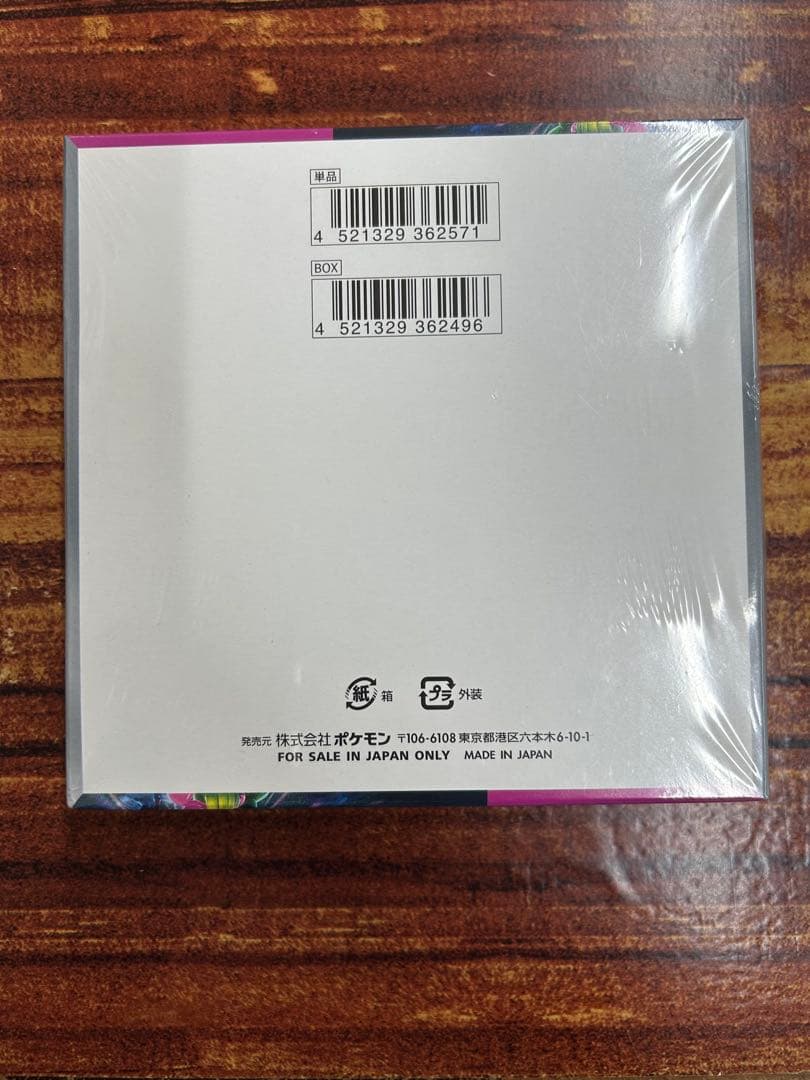 単品
4 521329 362571
BOX
4 521329 362496
紙 箱 プラ 外装
発売元 株式会社 ポケモン 〒106-6108 東京都港区六本木6-10-1
FOR SALE IN JAPAN ONLY MADE IN JAPAN